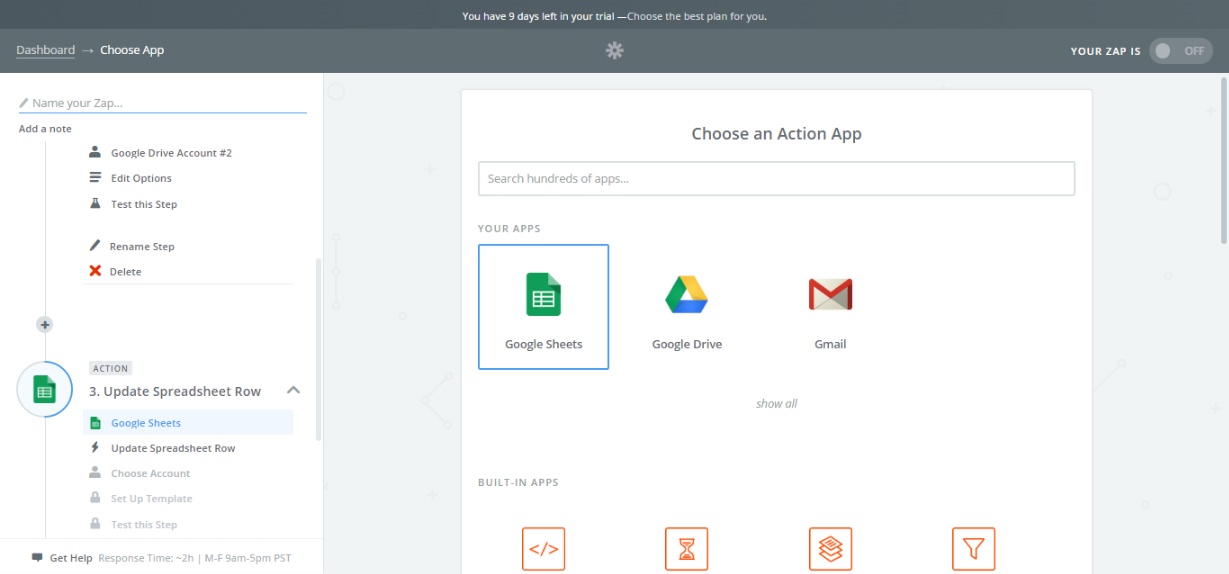 You have 9 days left in your trial —Choose the best plan for you.
Dashboard → Choose App
YOUR ZAP IS OFF
Name your Zap...
Add a note
Google Drive Account #2
Edit Options
Test this Step
Rename Step
Delete
ACTION
3. Update Spreadsheet Row
Google Sheets
Update Spreadsheet Row
Choose Account
Set Up Template
Test this Step
Get Help Response Time: ~2h | M-F 9am-5pm PST
Choose an Action App
Search hundreds of apps...
YOUR APPS
Google Sheets
Google Drive
Gmail
show all
BUILT-IN APPS